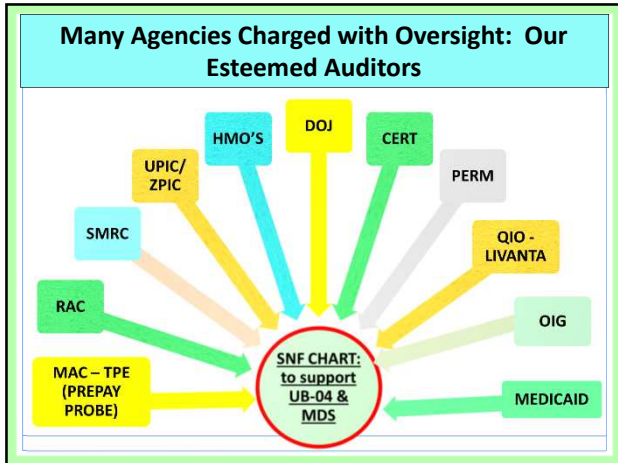 Many Agencies Charged with Oversight:  Our
Esteemed Auditors
DOJ
HMO'S
CERT
UPIC/
ZPIC
PERM
SMRC
QIO -
LIVANTA
RAC
OIG
MAC – TPE
(PREPAY
PROBE)
SNF CHART:
to support
UB-04 &
MDS
MEDICAID